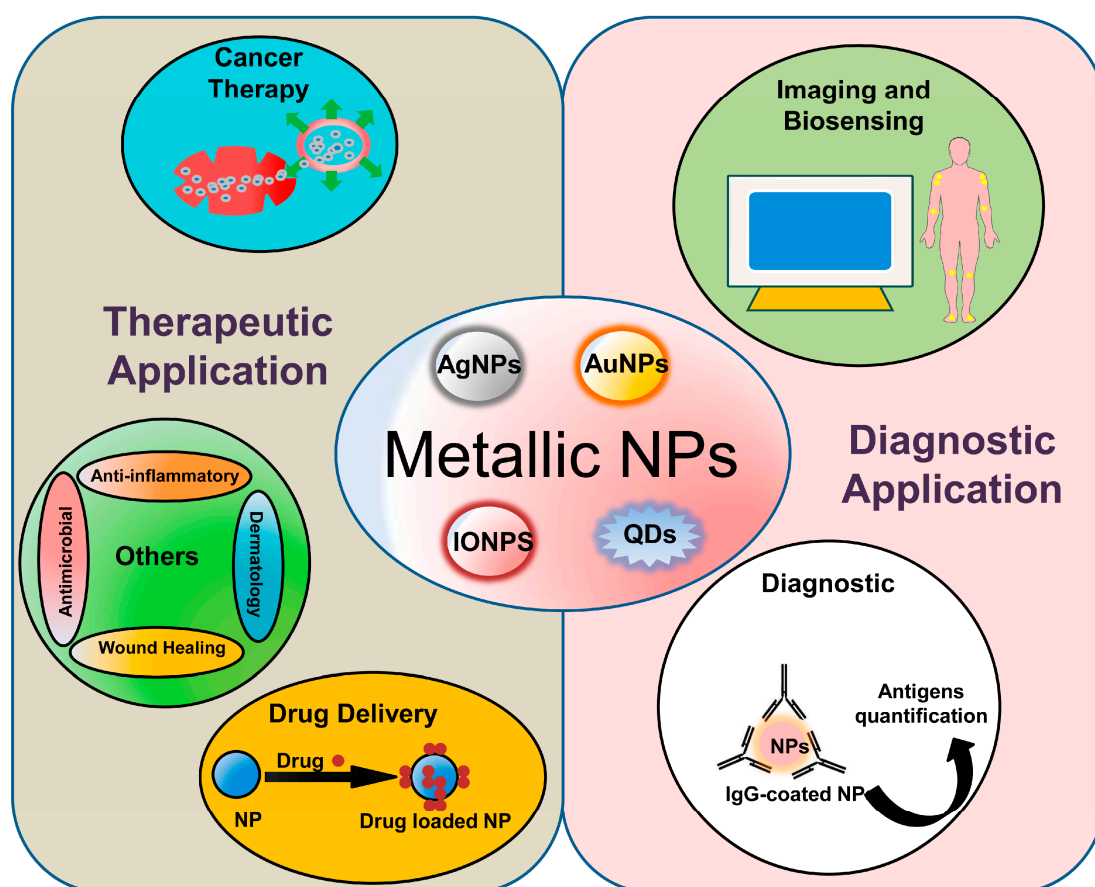 Cancer
Therapy
Therapeutic
Application
Anti-inflammatory
Antimicrobial
Others
Dermatology
Wound Healing
Drug Delivery
Drug
NP
Drug loaded NP
AgNPs
AuNPs
Metallic NPs
IONPS
QDs
Imaging and
Biosensing
Diagnostic
Application
Diagnostic
Antigens
quantification
NPs
IgG-coated NP